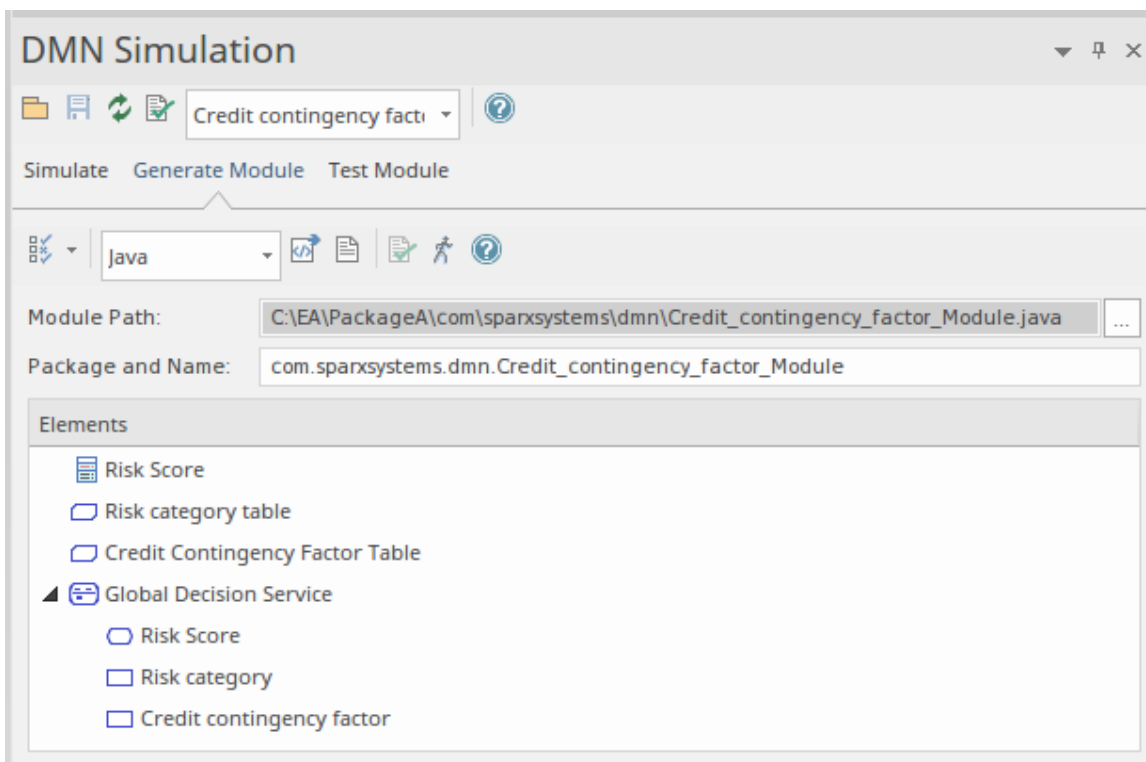 DMN Simulation
Credit contingency facto
Simulate Generate Module Test Module
Java
Module Path: C:\EA\PackageA\com\sparxsystems\dmn\Credit_contingency_factor_Module.java ...
Package and Name: com.sparxsystems.dmn.Credit_contingency_factor_Module
Elements
Risk Score
Risk category table
Credit Contingency Factor Table
Global Decision Service
Risk Score
Risk category
Credit contingency factor